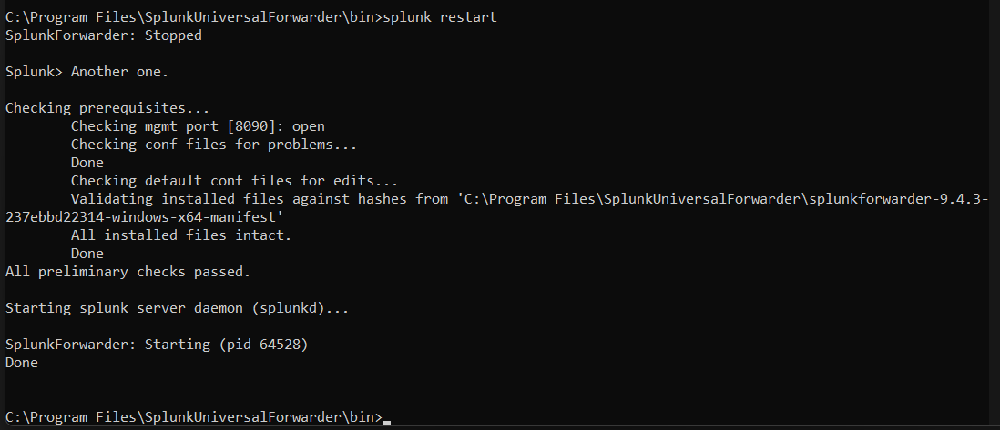 C:\Program Files\SplunkUniversalForwarder\bin>splunk restart
SplunkForwarder: Stopped
Splunk> Another one.
Checking prerequisites...
Checking mgmt port [8090]: open
Checking conf files for problems...
Done
Checking default conf files for edits...
Validating installed files against hashes from 'C:\Program Files\SplunkUniversalForwarder\splunkforwarder-9.4.3-
237ebbd22314-windows-x64-manifest'
All installed files intact.
Done
All preliminary checks passed.
Starting splunk server daemon (splunkd)...
SplunkForwarder: Starting (pid 64528)
Done
C:\Program Files\SplunkUniversalForwarder\bin>